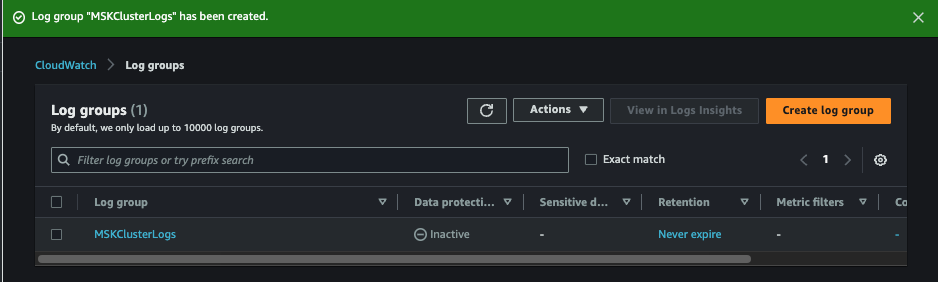 Log group "MSKClusterLogs" has been created.
CloudWatch > Log groups
Log groups (1)
By default, we only load up to 10000 log groups.
Actions
View in Logs Insights
Create log group
Filter log groups or try prefix search
Exact match
1
Log group Data protecti... Sensitive d... Retention Metric filters Co
MSKClusterLogs Inactive - Never expire - -